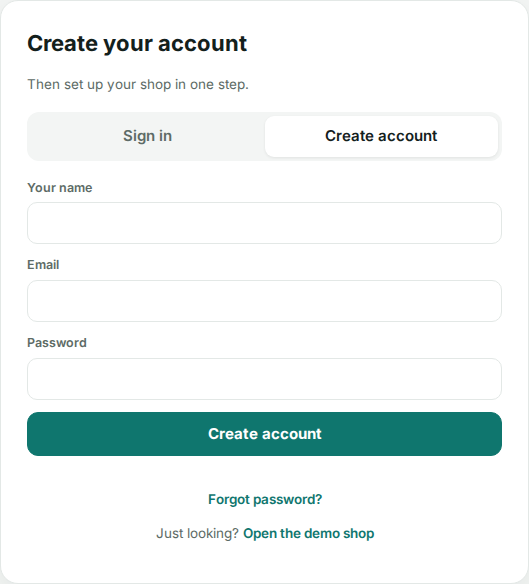 Create your account
Then set up your shop in one step.
Sign in
Create account
Your name
Email
Password
Create account
Forgot password?
Just looking? Open the demo shop